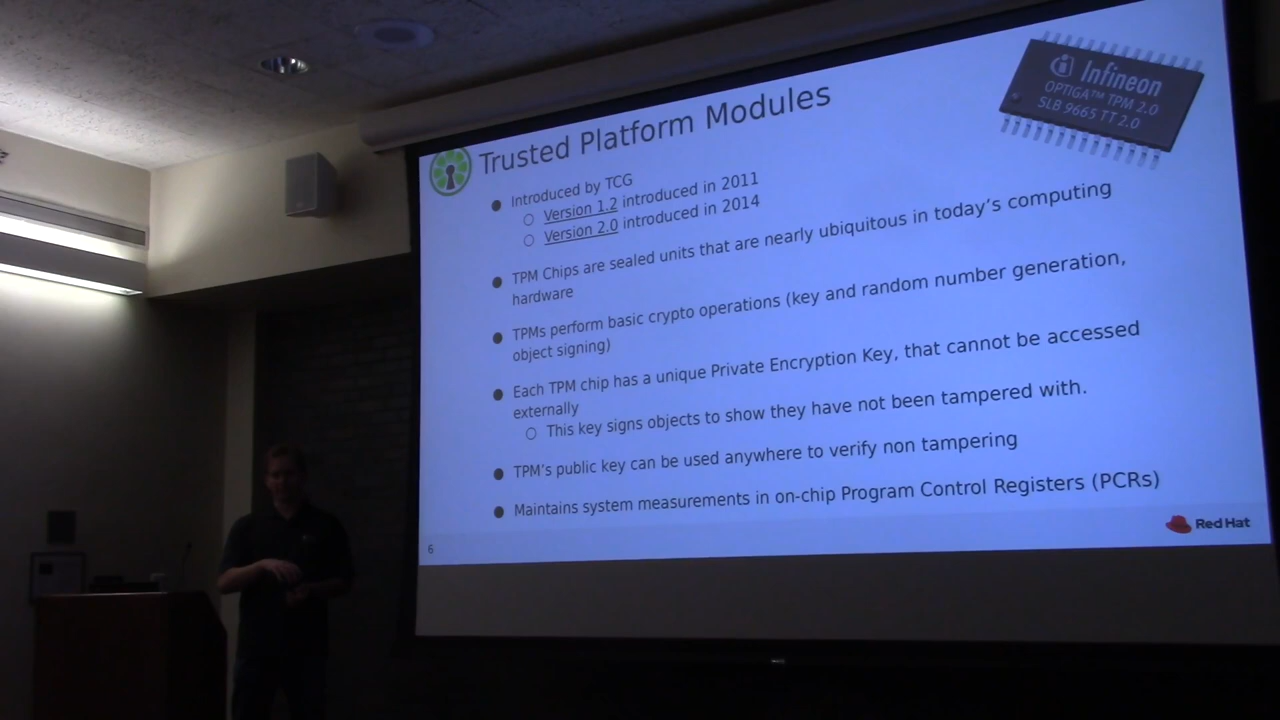 Infineon
OPTIGA™ TPM 2.0
SLB 9665 TT 2.0
Trusted Platform Modules
● Introduced by TCG
○ Version 1.2 introduced in 2011
○ Version 2.0 introduced in 2014
● TPM Chips are sealed units that are nearly ubiquitous in today's computing
hardware
● TPMs perform basic crypto operations (key and random number generation,
object signing)
● Each TPM chip has a unique Private Encryption Key, that cannot be accessed
externally
○ This key signs objects to show they have not been tampered with.
● TPM's public key can be used anywhere to verify non tampering
● Maintains system measurements in on-chip Program Control Registers (PCRs)
6
Red Hat